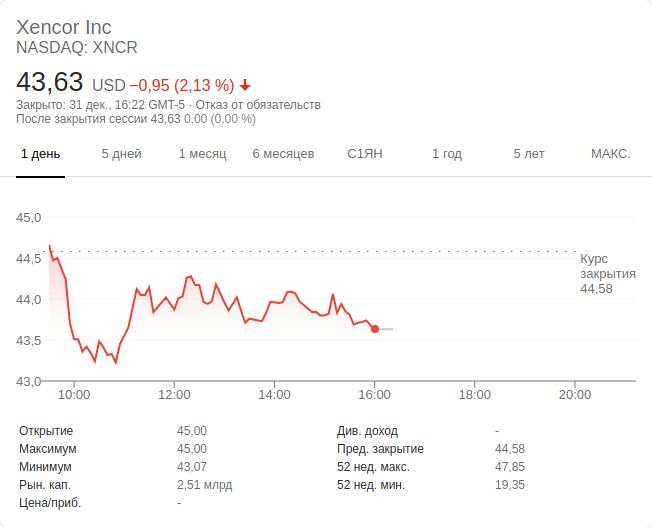 Xencor Inc
NASDAQ: XNCR
43,63 USD −0,95 (2,13 %)
Закрыто: 31 дек., 16:22 GMT-5 · Отказ от обязательств
После закрытия сессии 43,63 0,00 (0,00 %)
1 день 5 дней 1 месяц 6 месяцев С1ЯН 1 год 5 лет МАКС.
45,0
44,5
Курс
закрытия
44,58
44,0
43,5
43,0
10:00 12:00 14:00 16:00 18:00 20:00
Открытие 45,00 Див. доход -
Максимум 45,00 Пред. закрытие 44,58
Минимум 43,07 52 нед. макс. 47,85
Рын. кап. 2,51 млрд 52 нед. мин. 19,35
Цена/приб. -